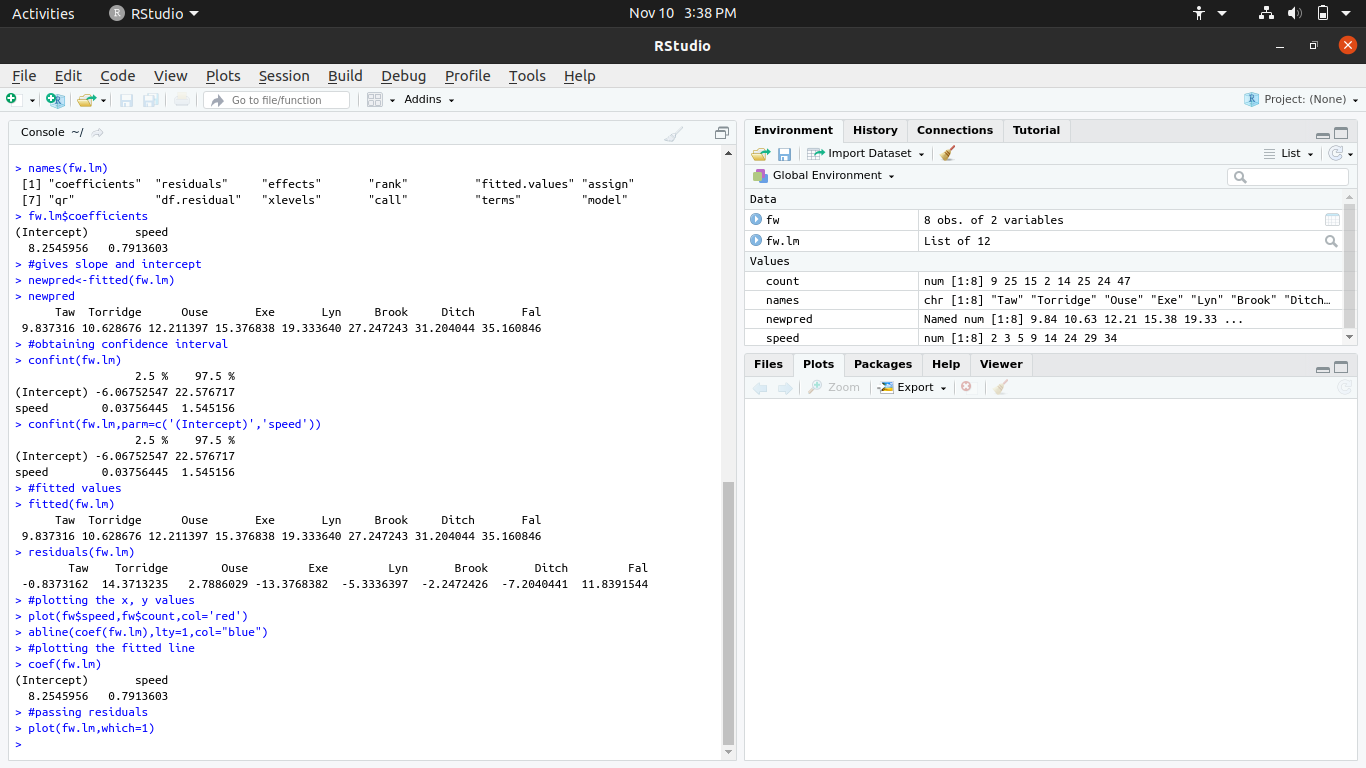 Activities RStudio Nov 10 3:38 PM
RStudio
File Edit Code View Plots Session Build Debug Profile Tools Help
Go to file/function Addins Project: (None)
Console ~/
> names(fw.lm)
[1] "coefficients" "residuals" "effects" "rank" "fitted.values" "assign"
[7] "qr" "df.residual" "xlevels" "call" "terms" "model"
> fw.lm$coefficients
(Intercept) speed
8.2545956 0.7913603
> #gives slope and intercept
> newpred<-fitted(fw.lm)
> newpred
Taw Torridge Ouse Exe Lyn Brook Ditch Fal
9.837316 10.628676 12.211397 15.376838 19.333640 27.247243 31.204044 35.160846
> #obtaining confidence interval
> confint(fw.lm)
2.5 % 97.5 %
(Intercept) -6.06752547 22.576717
speed 0.03756445 1.545156
> confint(fw.lm,parm=c('(Intercept)','speed'))
2.5 % 97.5 %
(Intercept) -6.06752547 22.576717
speed 0.03756445 1.545156
> #fitted values
> fitted(fw.lm)
Taw Torridge Ouse Exe Lyn Brook Ditch Fal
9.837316 10.628676 12.211397 15.376838 19.333640 27.247243 31.204044 35.160846
> residuals(fw.lm)
Taw Torridge Ouse Exe Lyn Brook Ditch Fal
-0.8373162 14.3713235 2.7886029 -13.3768382 -5.3336397 -2.2472426 -7.2040441 11.8391544
> #plotting the x, y values
> plot(fw$speed,fw$count,col='red')
> abline(coef(fw.lm),lty=1,col="blue")
> #plotting the fitted line
> coef(fw.lm)
(Intercept) speed
8.2545956 0.7913603
> #passing residuals
> plot(fw.lm,which=1)
>
Environment History Connections Tutorial
Import Dataset List
Global Environment
Data
fw 8 obs. of 2 variables
fw.lm List of 12
Values
count num [1:8] 9 25 15 2 14 25 24 47
names chr [1:8] "Taw" "Torridge" "Ouse" "Exe" "Lyn" "Brook" "Ditch…
newpred Named num [1:8] 9.84 10.63 12.21 15.38 19.33 ...
speed num [1:8] 2 3 5 9 14 24 29 34
Files Plots Packages Help Viewer
Zoom Export